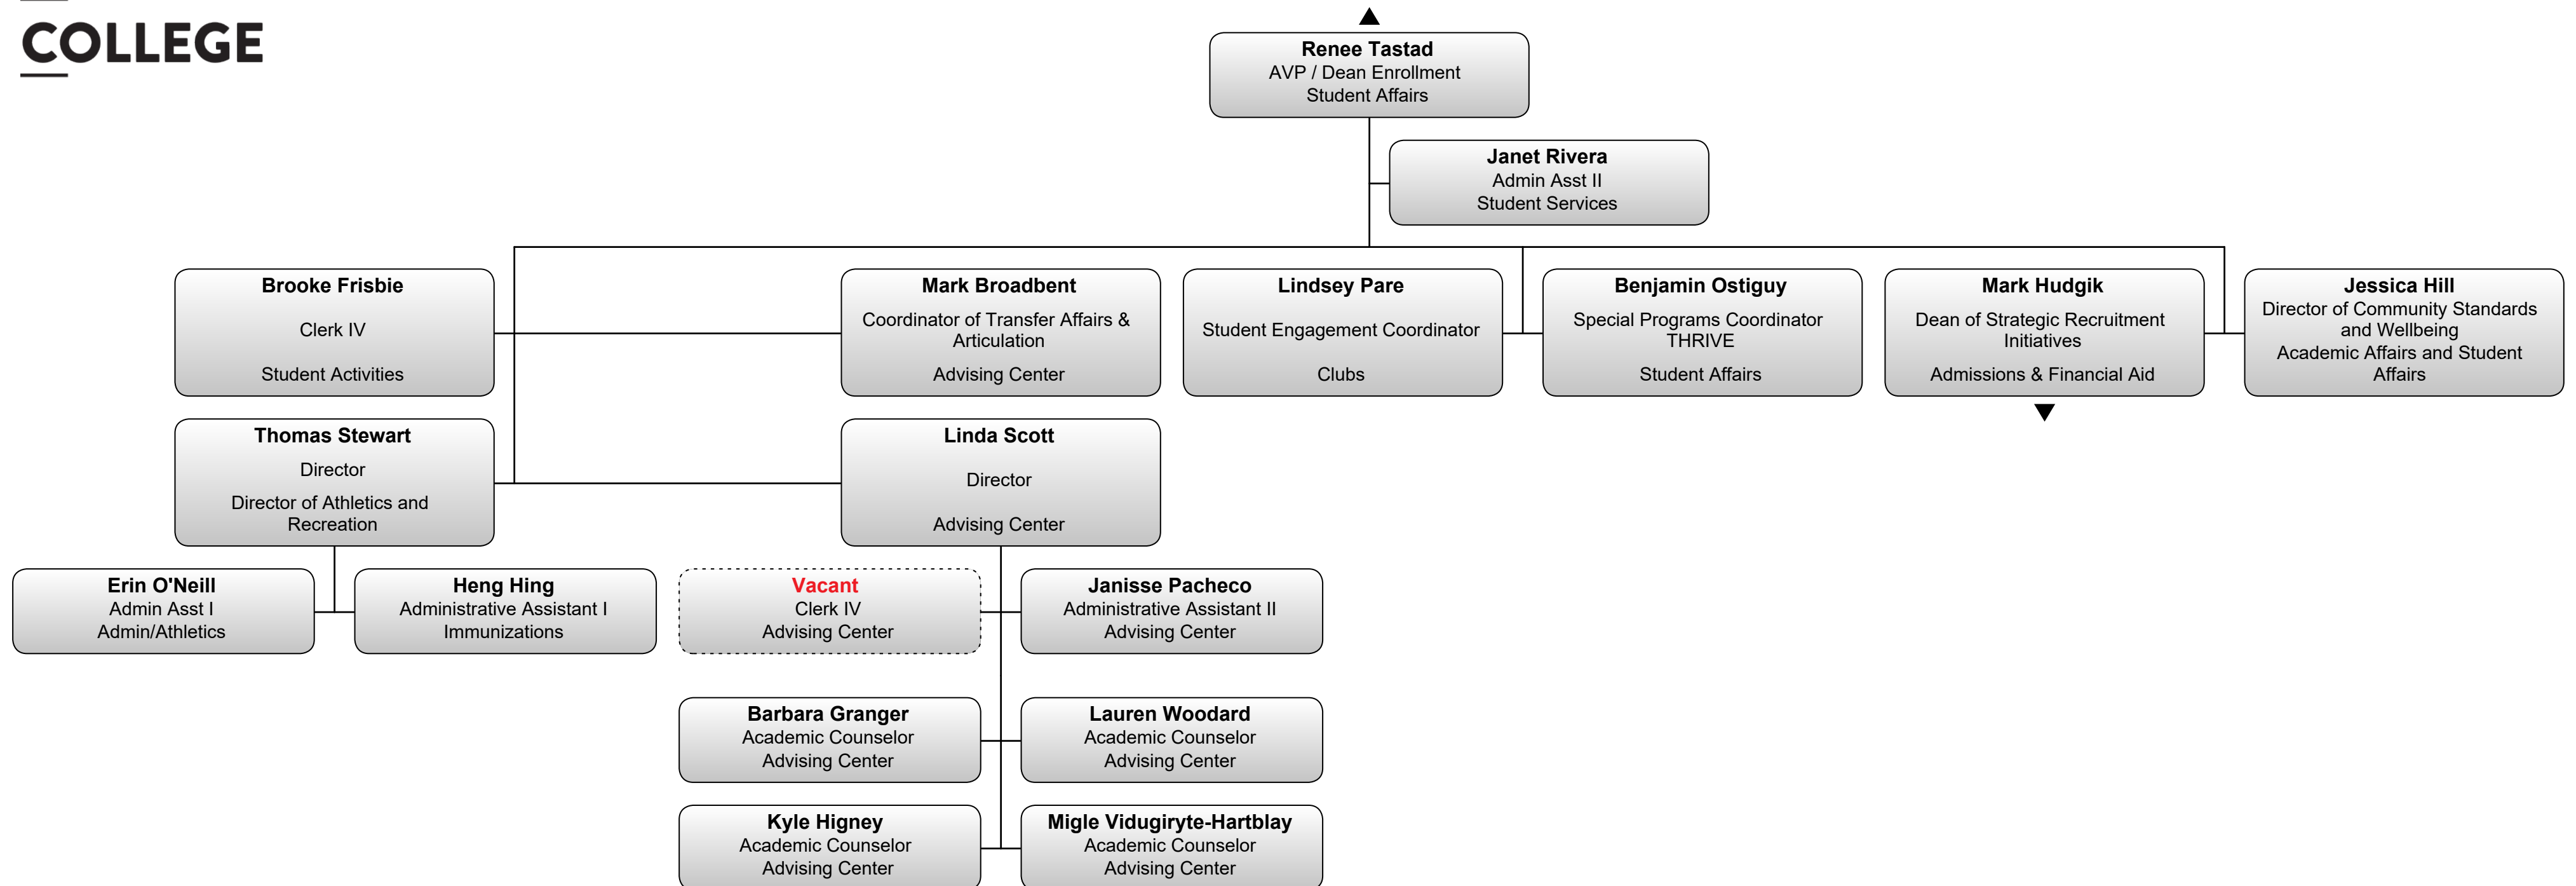 COLLEGE
Renee Tastad
AVP / Dean Enrollment
Student Affairs
Janet Rivera
Admin Asst II
Student Services
Brooke Frisbie
Clerk IV
Student Activities
Mark Broadbent
Coordinator of Transfer Affairs &
Articulation
Advising Center
Lindsey Pare
Student Engagement Coordinator
Clubs
Benjamin Ostiguy
Special Programs Coordinator
THRIVE
Student Affairs
Mark Hudgik
Dean of Strategic Recruitment
Initiatives
Admissions & Financial Aid
Jessica Hill
Director of Community Standards
and Wellbeing
Academic Affairs and Student
Affairs
Thomas Stewart
Director
Director of Athletics and
Recreation
Linda Scott
Director
Advising Center
Erin O'Neill
Admin Asst I
Admin/Athletics
Heng Hing
Administrative Assistant I
Immunizations
Vacant
Clerk IV
Advising Center
Janisse Pacheco
Administrative Assistant II
Advising Center
Barbara Granger
Academic Counselor
Advising Center
Lauren Woodard
Academic Counselor
Advising Center
Kyle Higney
Academic Counselor
Advising Center
Migle Vidugiryte-Hartblay
Academic Counselor
Advising Center